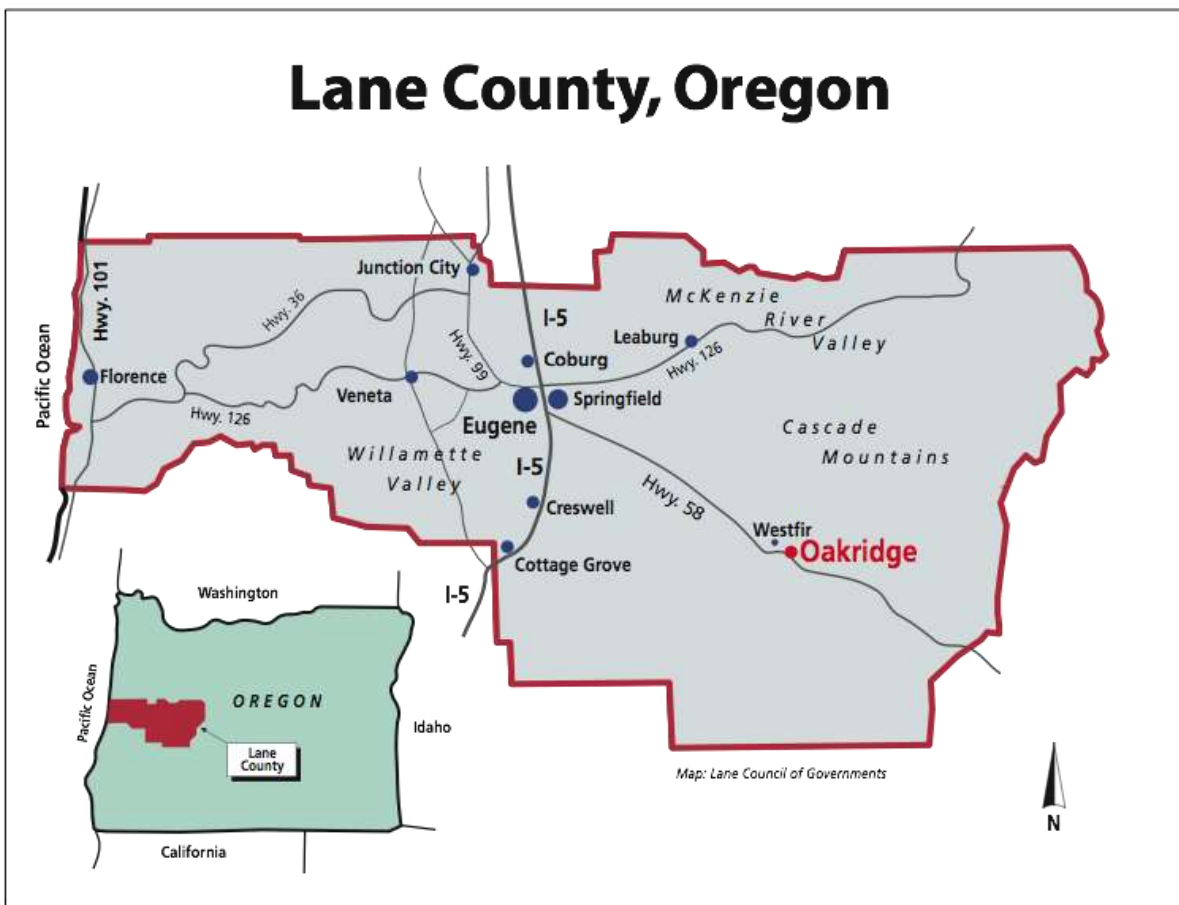 Lane County, Oregon
Junction City
Hwy. 101
Hwy. 36
McKenzie
River
Valley
I-5
Pacific Ocean
Hwy. 99
Coburg
Leaburg
Hwy. 126
Florence
Veneta
Springfield
Hwy. 126
Eugene
Cascade
Mountains
Willamette
Valley
I-5
Hwy. 58
Creswell
Westfir
Oakridge
Cottage Grove
I-5
Washington
Pacific Ocean
OREGON
Idaho
Lane
County
California
Map: Lane Council of Governments
N